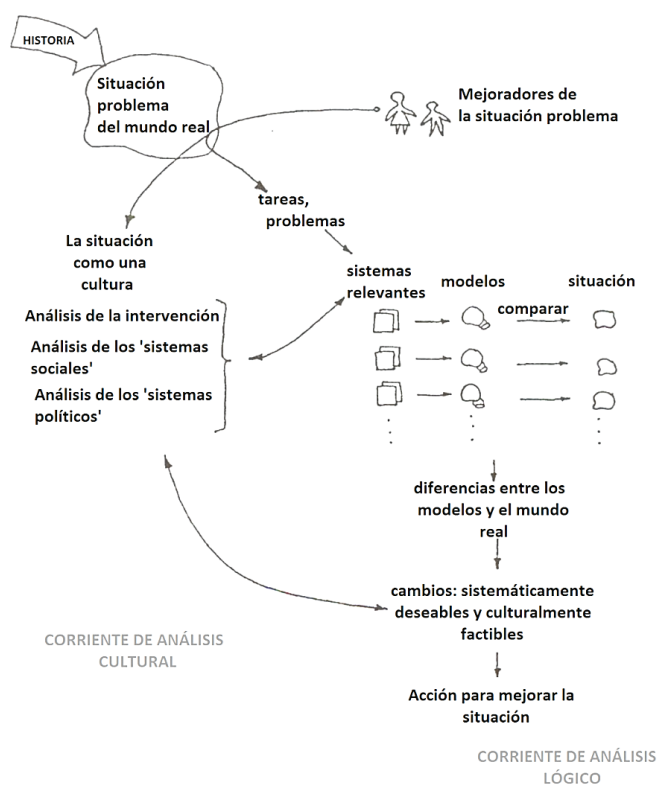 HISTORIA
Situación
problema
del mundo real
Mejoradores de
la situación problema
tareas,
problemas
La situación
como una
cultura
sistemas
relevantes
modelos
situación
comparar
Análisis de la intervención
Análisis de los 'sistemas
sociales'
Análisis de los 'sistemas
políticos'
diferencias entre los
modelos y el mundo
real
cambios: sistemáticamente
deseables y culturalmente
factibles
CORRIENTE DE ANÁLISIS
CULTURAL
Acción para mejorar la
situación
CORRIENTE DE ANÁLISIS
LÓGICO